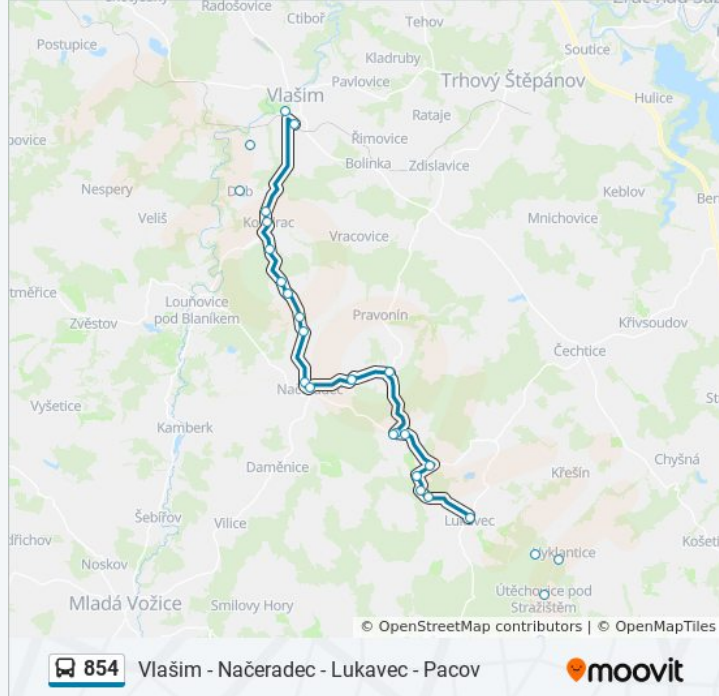 Radošovice
Ctiboř
Tehov
Postupice
Kladruby
Soutice
Pavlovice
Trhový Štěpánov
Vlašim
Hulice
Rataje
Římovice
Bolinka
Zdislavice
Nespery
Keblov
Veliš
Mnichovice
Vracovice
Louňovice
pod Blaníkem
Pravonín
Zvěstov
Křivsoudov
Čechtice
Vyšetice
Kamberk
Daměnice
Křešín
Chyšná
Šebířov
Vilice
Lukavec
Noskov
Mladá Vožice
Smilovy Hory
Útěchovice pod
Stražištěm
© OpenStreetMap contributors | © OpenMapTiles
854 Vlašim - Načeradec - Lukavec - Pacov moovit